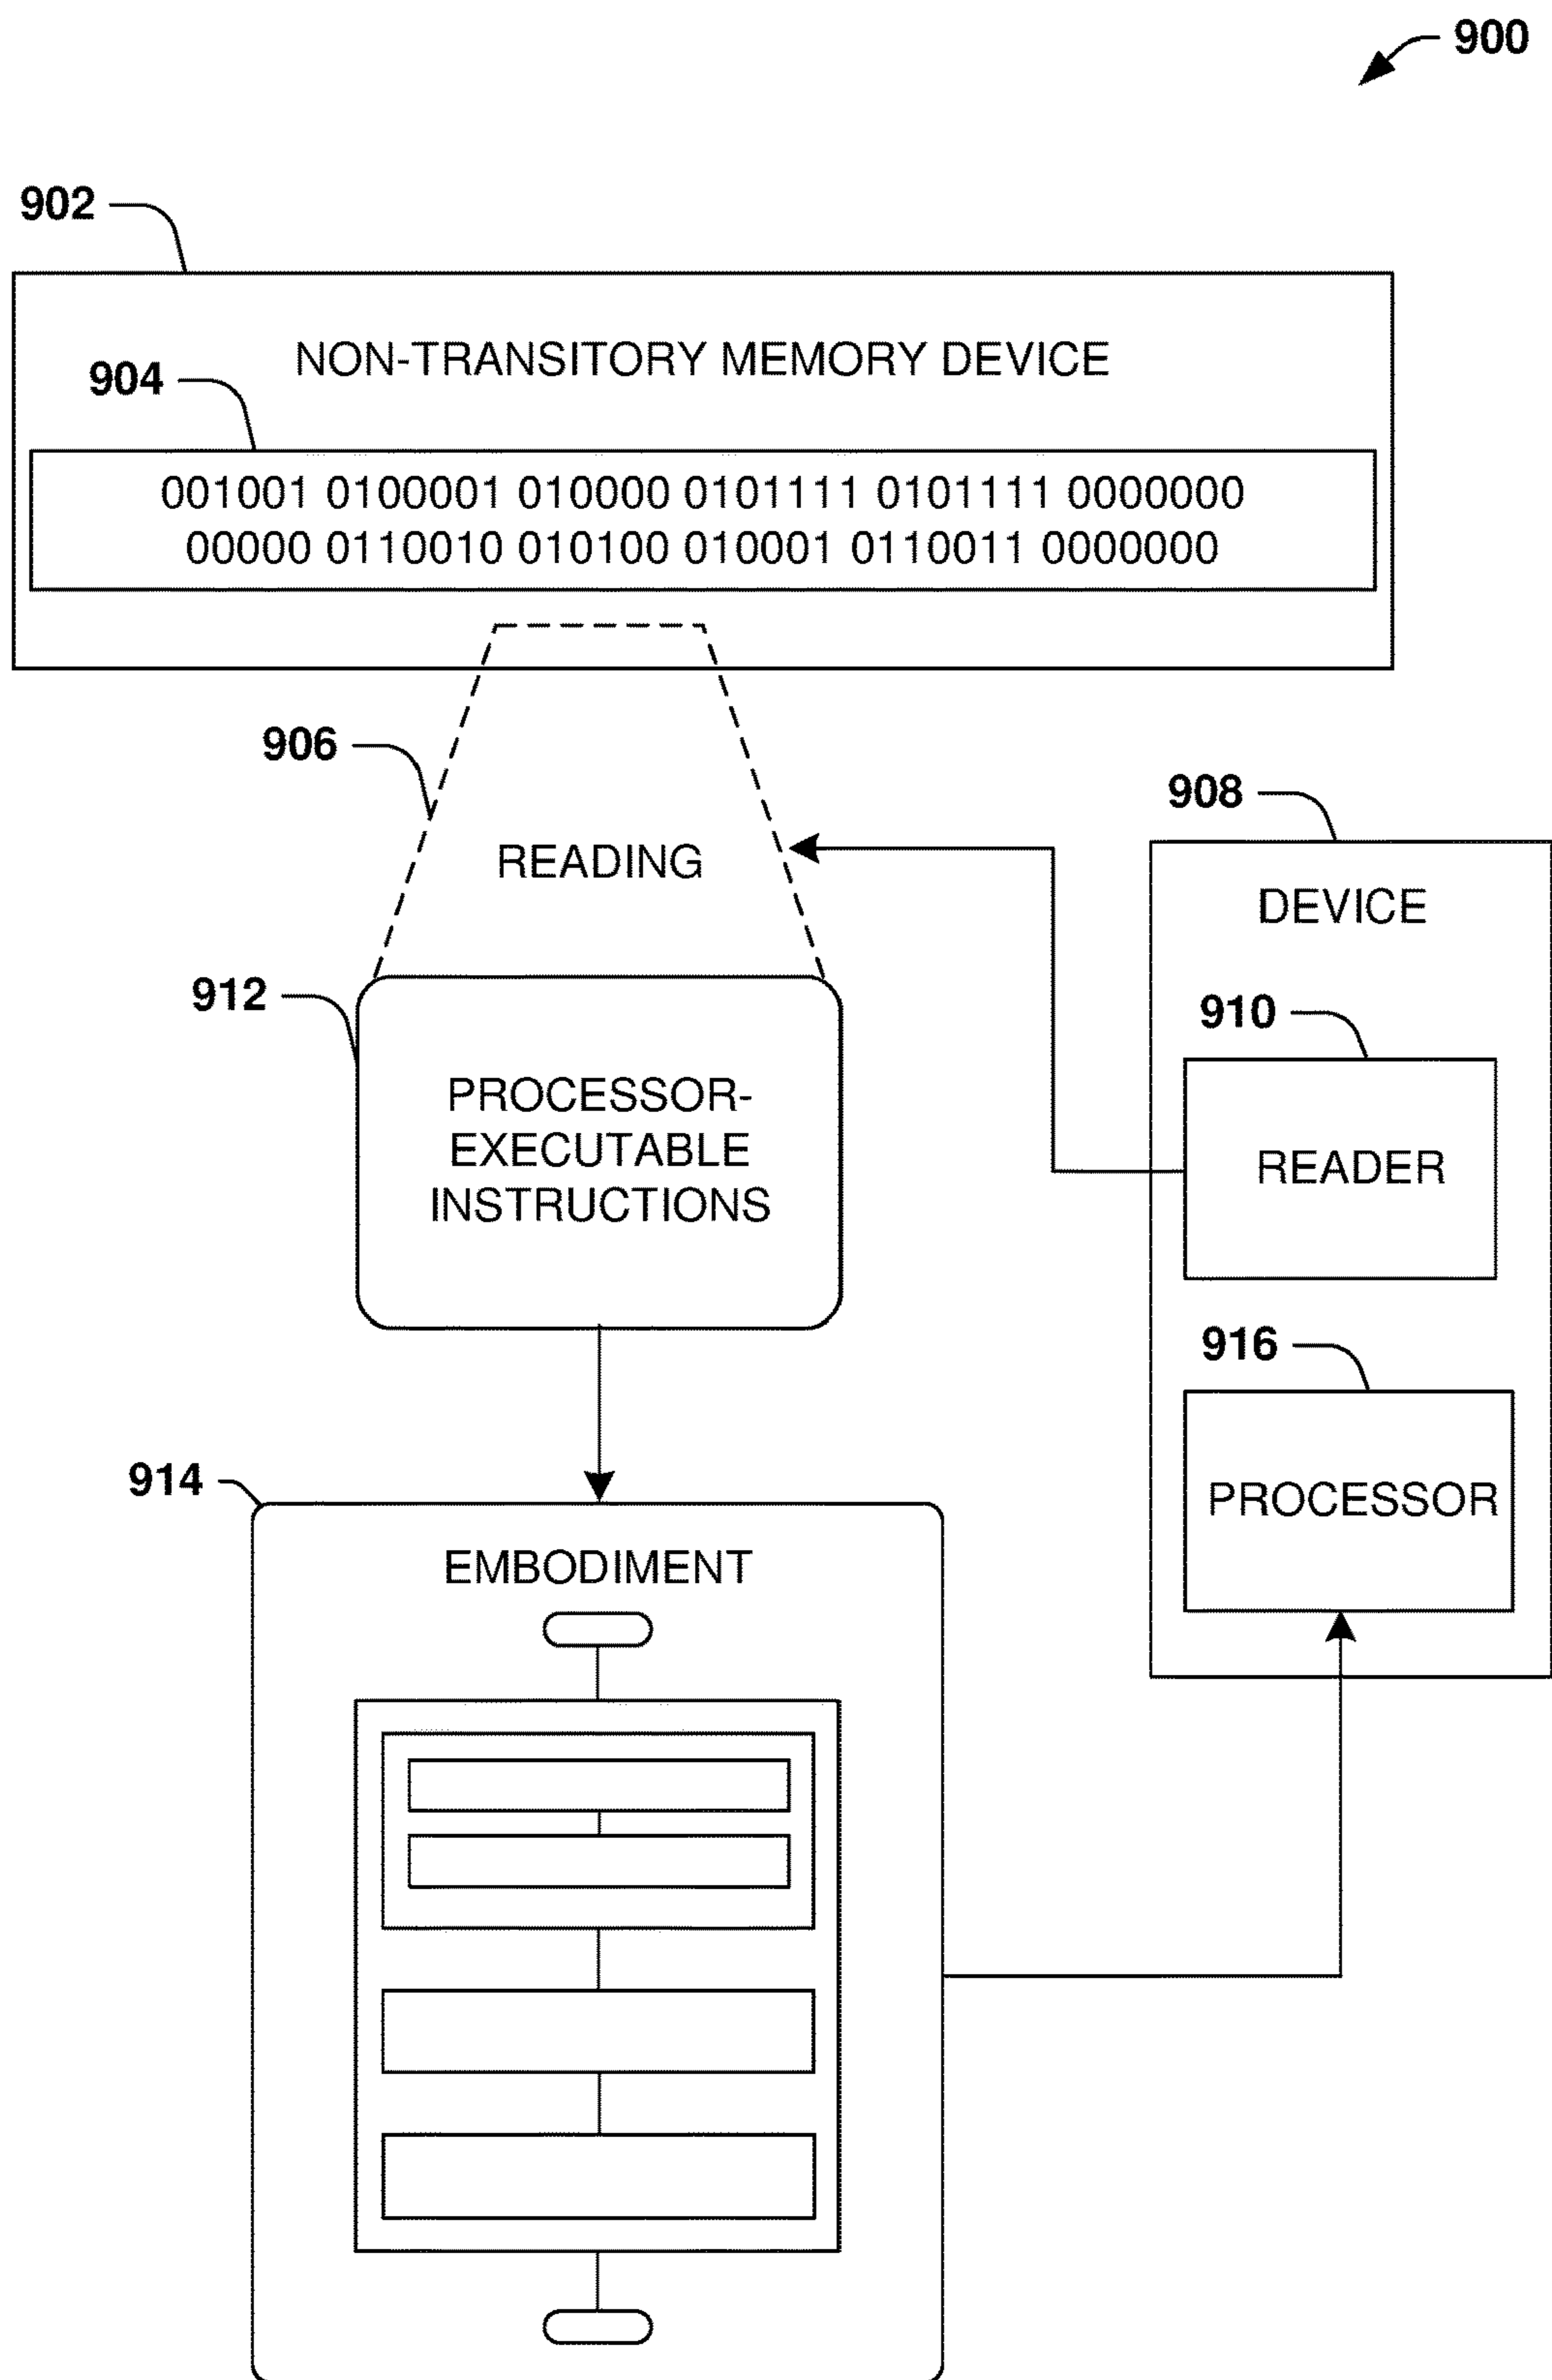 900
902
NON-TRANSITORY MEMORY DEVICE
904
001001 0100001 010000 0101111 0101111 0000000
00000 0110010 010100 010001 0110011 0000000
906
READING
908
DEVICE
910
READER
912
PROCESSOR-
EXECUTABLE
INSTRUCTIONS
916
PROCESSOR
914
EMBODIMENT